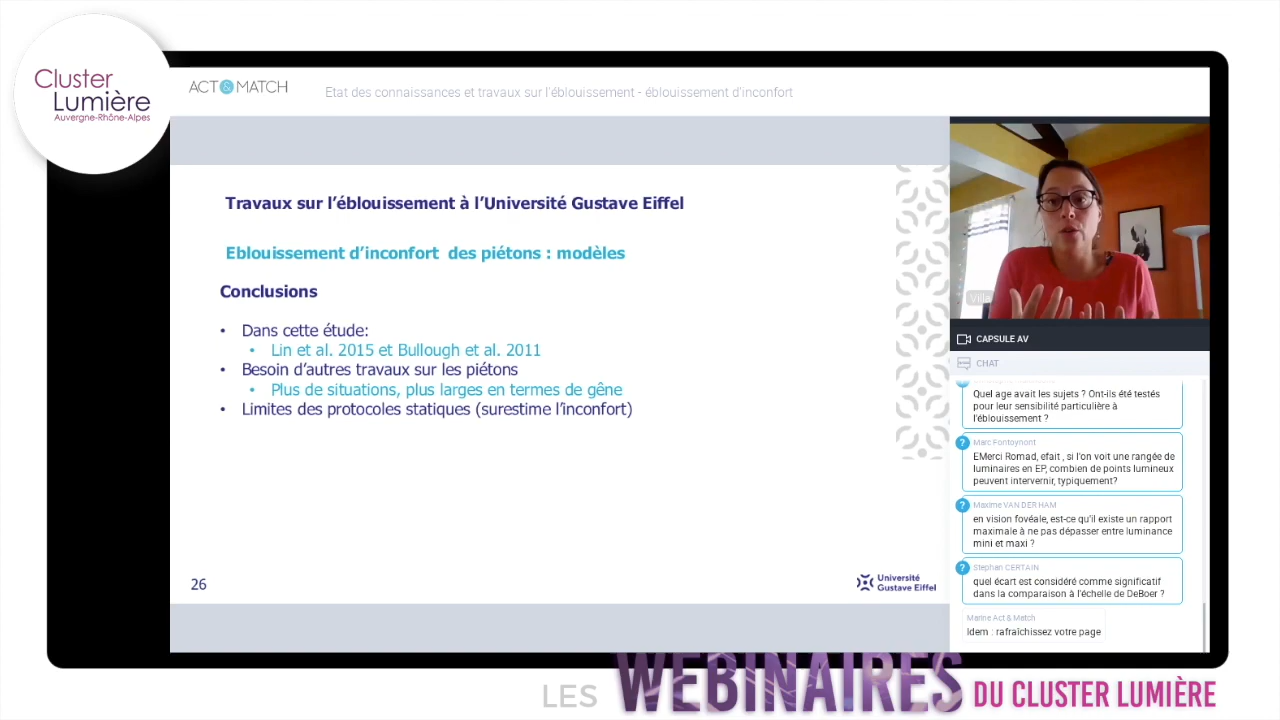 Cluster
Lumière
Auvergne-Rhône-Alpes
ACT & MATCH
Etat des connaissances et travaux sur l'éblouissement - éblouissement d'inconfort
Travaux sur l'éblouissement à l'Université Gustave Eiffel
Eblouissement d'inconfort des piétons : modèles
Conclusions
• Dans cette étude:
• Lin et al. 2015 et Bullough et al. 2011
• Besoin d'autres travaux sur les piétons
• Plus de situations, plus larges en termes de gêne
• Limites des protocoles statiques (surestime l'inconfort)
26
Université
Gustave Eiffel
Villa
CAPSULE AV
CHAT
Quel age avait les sujets ? Ont-ils été testés
pour leur sensibilité particulière à
l'éblouissement ?
?
Marc Fontoynont
EMerci Romad, efait , si l'on voit une rangée de
luminaires en EP, combien de points lumineux
peuvent intervenir, typiquement?
?
Maxime VAN DER HAM
en vision fovéale, est-ce qu'il existe un rapport
maximale à ne pas dépasser entre luminance
mini et maxi ?
?
Stephan CERTAIN
quel écart est considéré comme significatif
dans la comparaison à l'échelle de DeBoer ?
Marine Act & Match
Idem : rafraîchissez votre page
LES WEBINAIRES DU CLUSTER LUMIÈRE